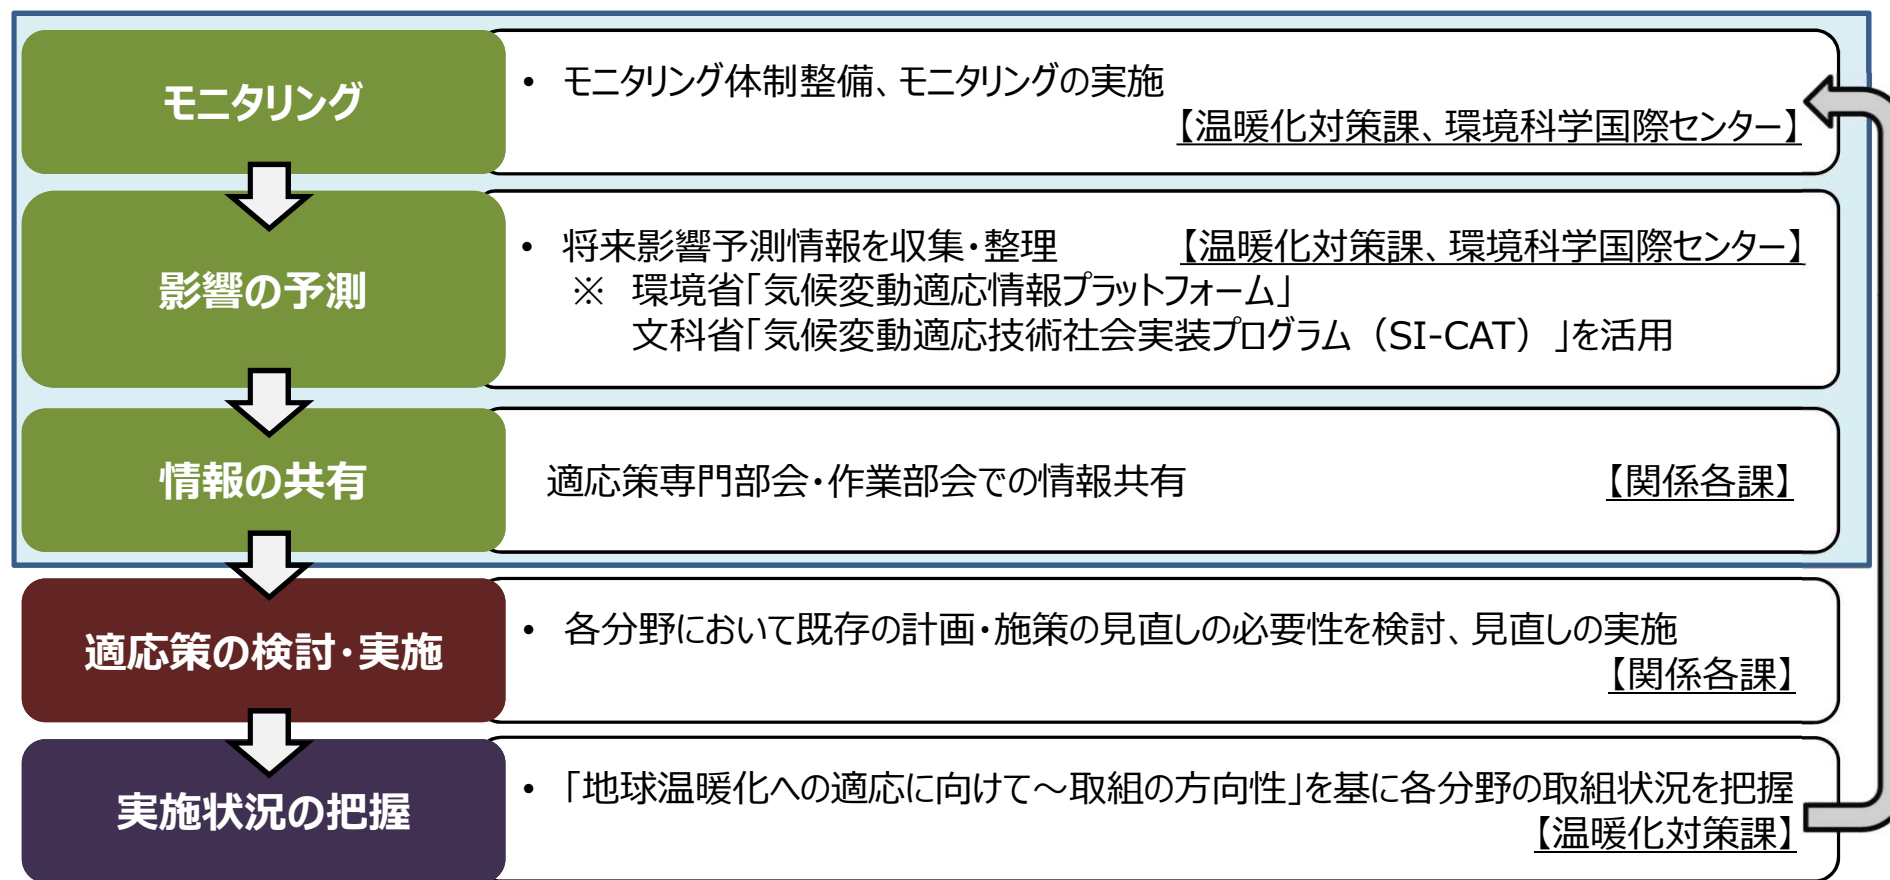 モニタリング
• モニタリング体制整備、モニタリングの実施
【温暖化対策課、環境科学国際センター】
影響の予測
• 将来影響予測情報を収集・整理 【温暖化対策課、環境科学国際センター】
※ 環境省「気候変動適応情報プラットフォーム」
文科省「気候変動適応技術社会実装プログラム（SI-CAT）」を活用
情報の共有
適応策専門部会・作業部会での情報共有 【関係各課】
適応策の検討・実施
• 各分野において既存の計画・施策の見直しの必要性を検討、見直しの実施
【関係各課】
実施状況の把握
• 「地球温暖化への適応に向けて～取組の方向性」を基に各分野の取組状況を把握
【温暖化対策課】